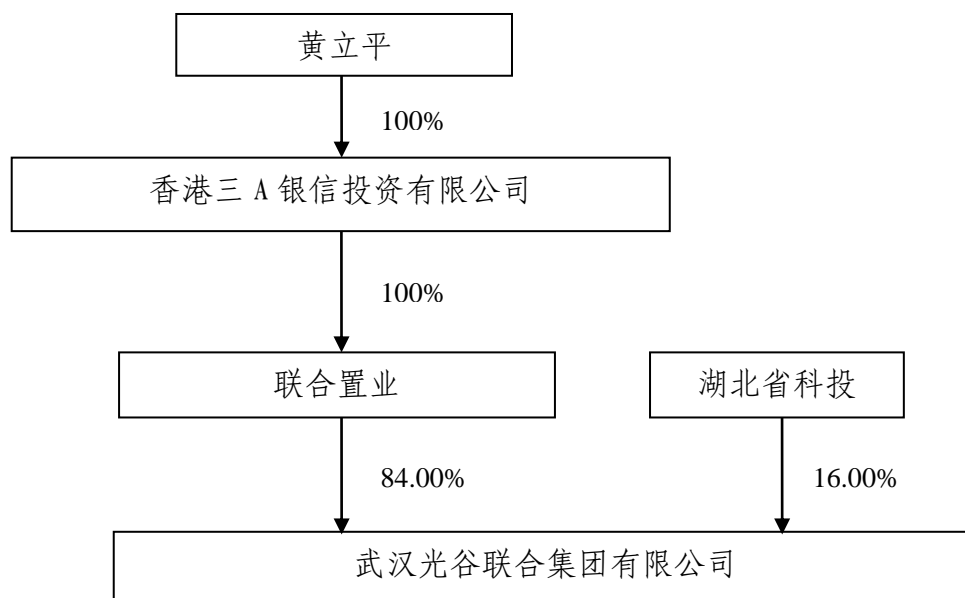 黄立平
100%
香港三 A 银信投资有限公司
100%
联合置业
湖北省科投
84.00%
16.00%
武汉光谷联合集团有限公司